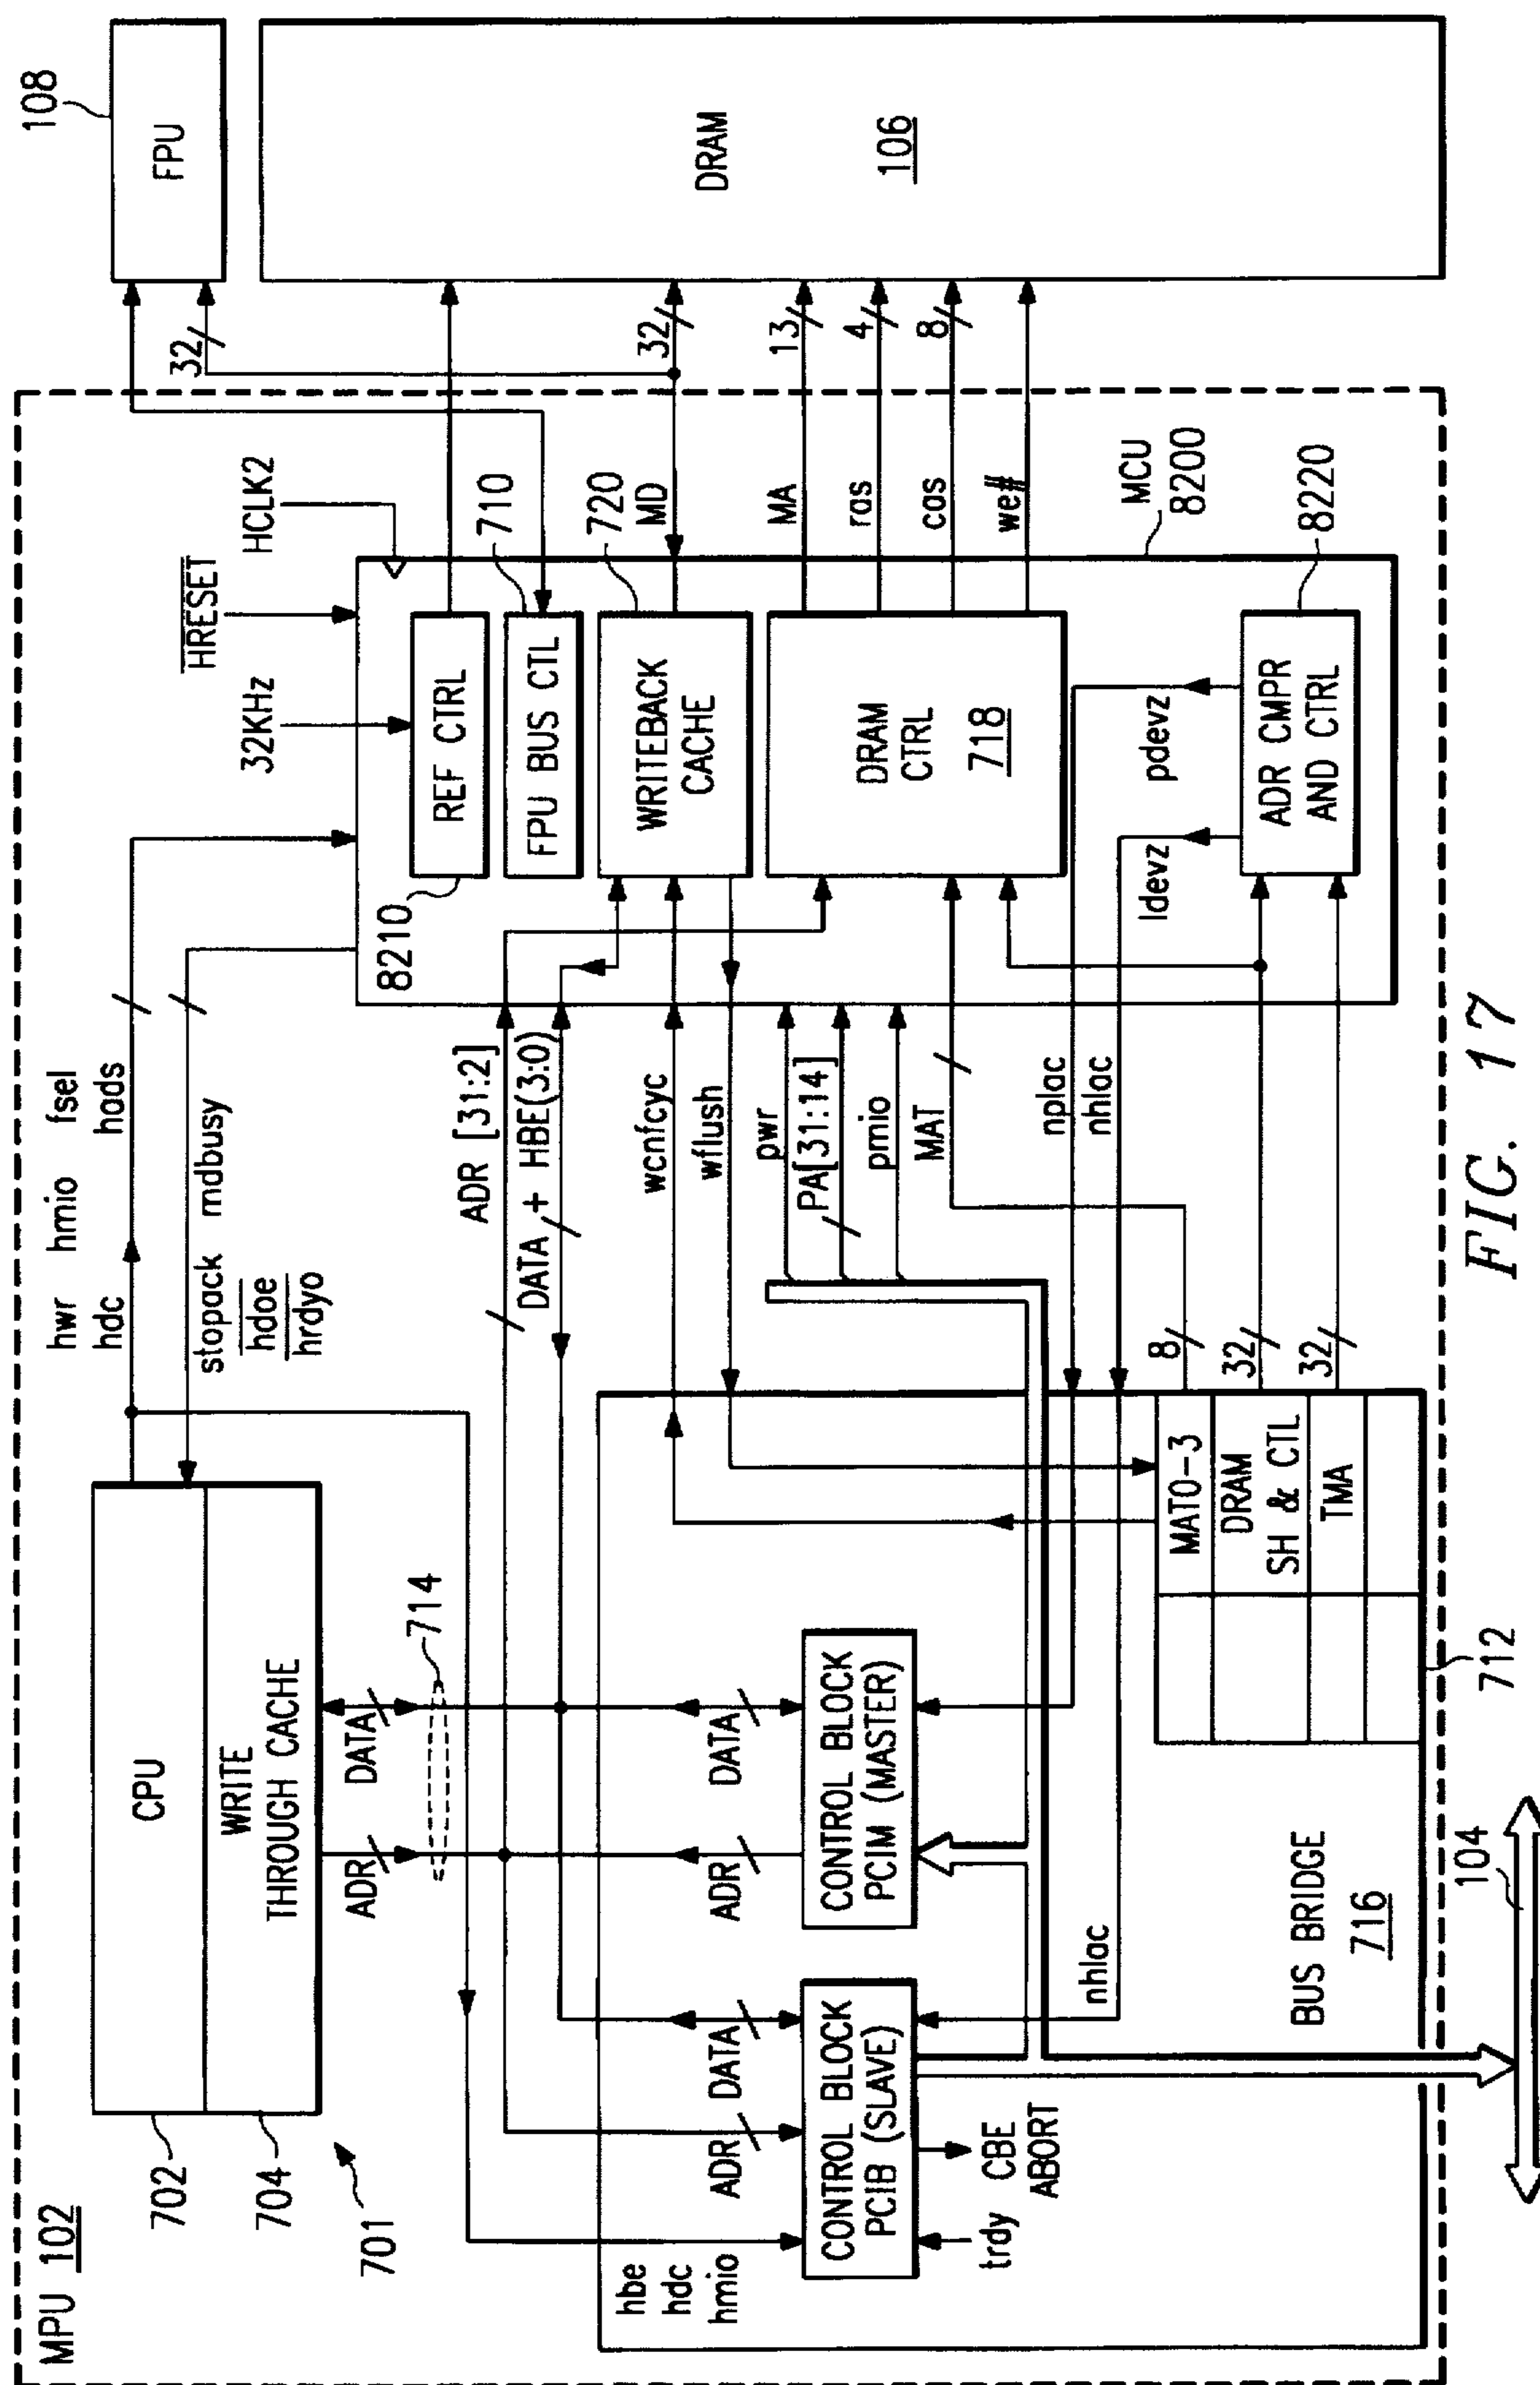 MPU 102
702
704
701
CPU
WRITE
THROUGH CACHE
ADR
DATA
714
hwr hmio fsel
hdc hads
stopack mdbusy
hdoe
hrdyo
32KHz
HRESET
HCLK2
108
FPU
32
8210
REF CTRL
710
FPU BUS CTL
720
MD
WRITEBACK
CACHE
32
DRAM
106
ADR [31:2]
DATA + HBE(3:0)
wcnfcyc
wflush
pwr
PA[31:14]
pmio
MAT
DRAM
CTRL
718
MA
13
ras
4
cas
8
we#
MCU
8200
8220
nplac
nhlac
ldevz
pdevz
ADR CMPR
AND CTRL
hbe
hdc
hmio
ADR
DATA
CONTROL BLOCK
PCIB (SLAVE)
trdy
CBE
ABORT
ADR
DATA
CONTROL BLOCK
PCIM (MASTER)
nhlac
MAT0-3
DRAM
SH & CTL
TMA
8
32
32
BUS BRIDGE
716
712
104
FIG. 17